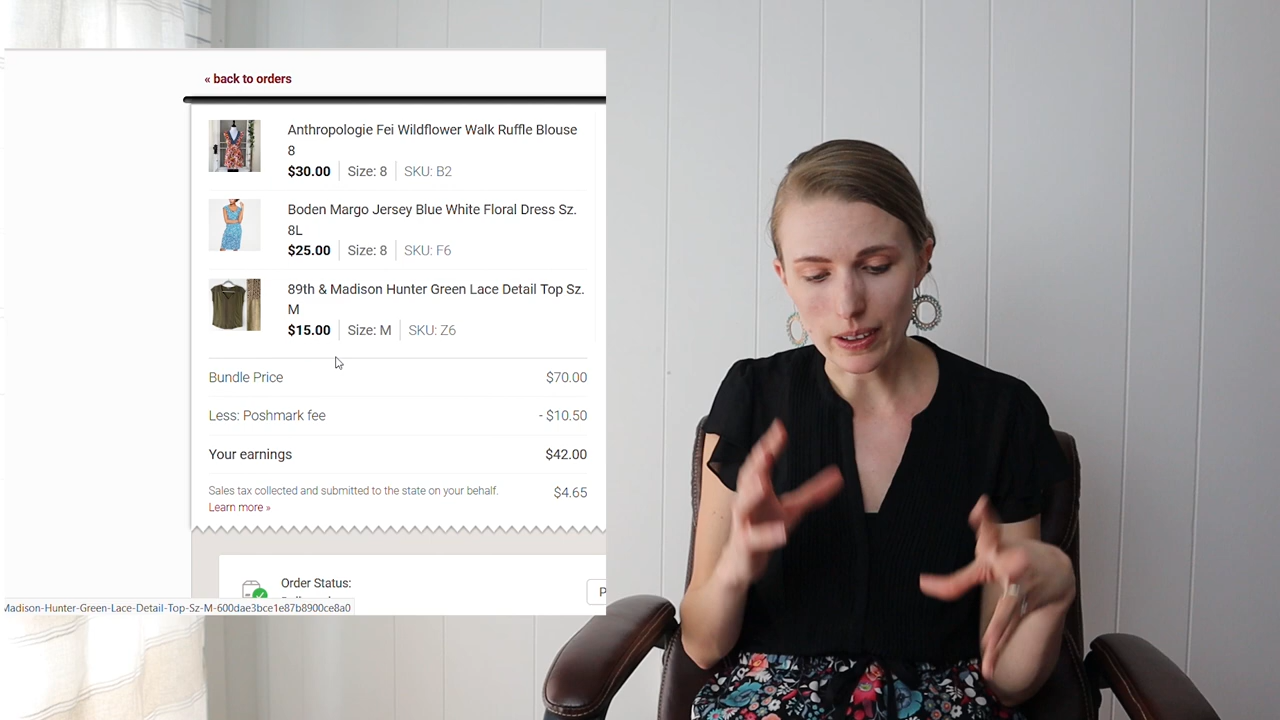 « back to orders
Anthropologie Fei Wildflower Walk Ruffle Blouse
8
$30.00 Size: 8 SKU: B2
Boden Margo Jersey Blue White Floral Dress Sz.
8L
$25.00 Size: 8 SKU: F6
89th & Madison Hunter Green Lace Detail Top Sz.
M
$15.00 Size: M SKU: Z6
Bundle Price $70.00
Less: Poshmark fee - $10.50
Your earnings $42.00
Sales tax collected and submitted to the state on your behalf. $4.65
Learn more »
Order Status:
Madison-Hunter-Green-Lace-Detail-Top-Sz-M-600dae3bce1e87b8900ce8a0